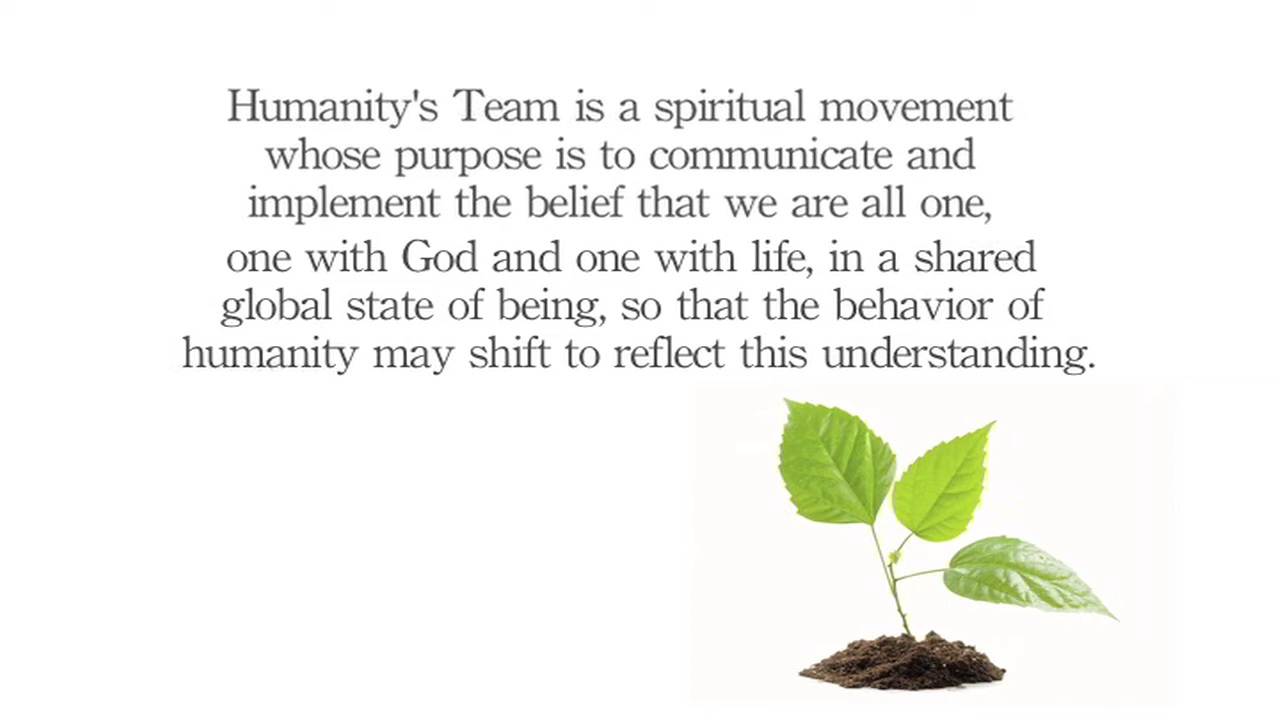 Humanity's Team is a spiritual movement
whose purpose is to communicate and
implement the belief that we are all one,
one with God and one with life, in a shared
global state of being, so that the behavior of
humanity may shift to reflect this understanding.